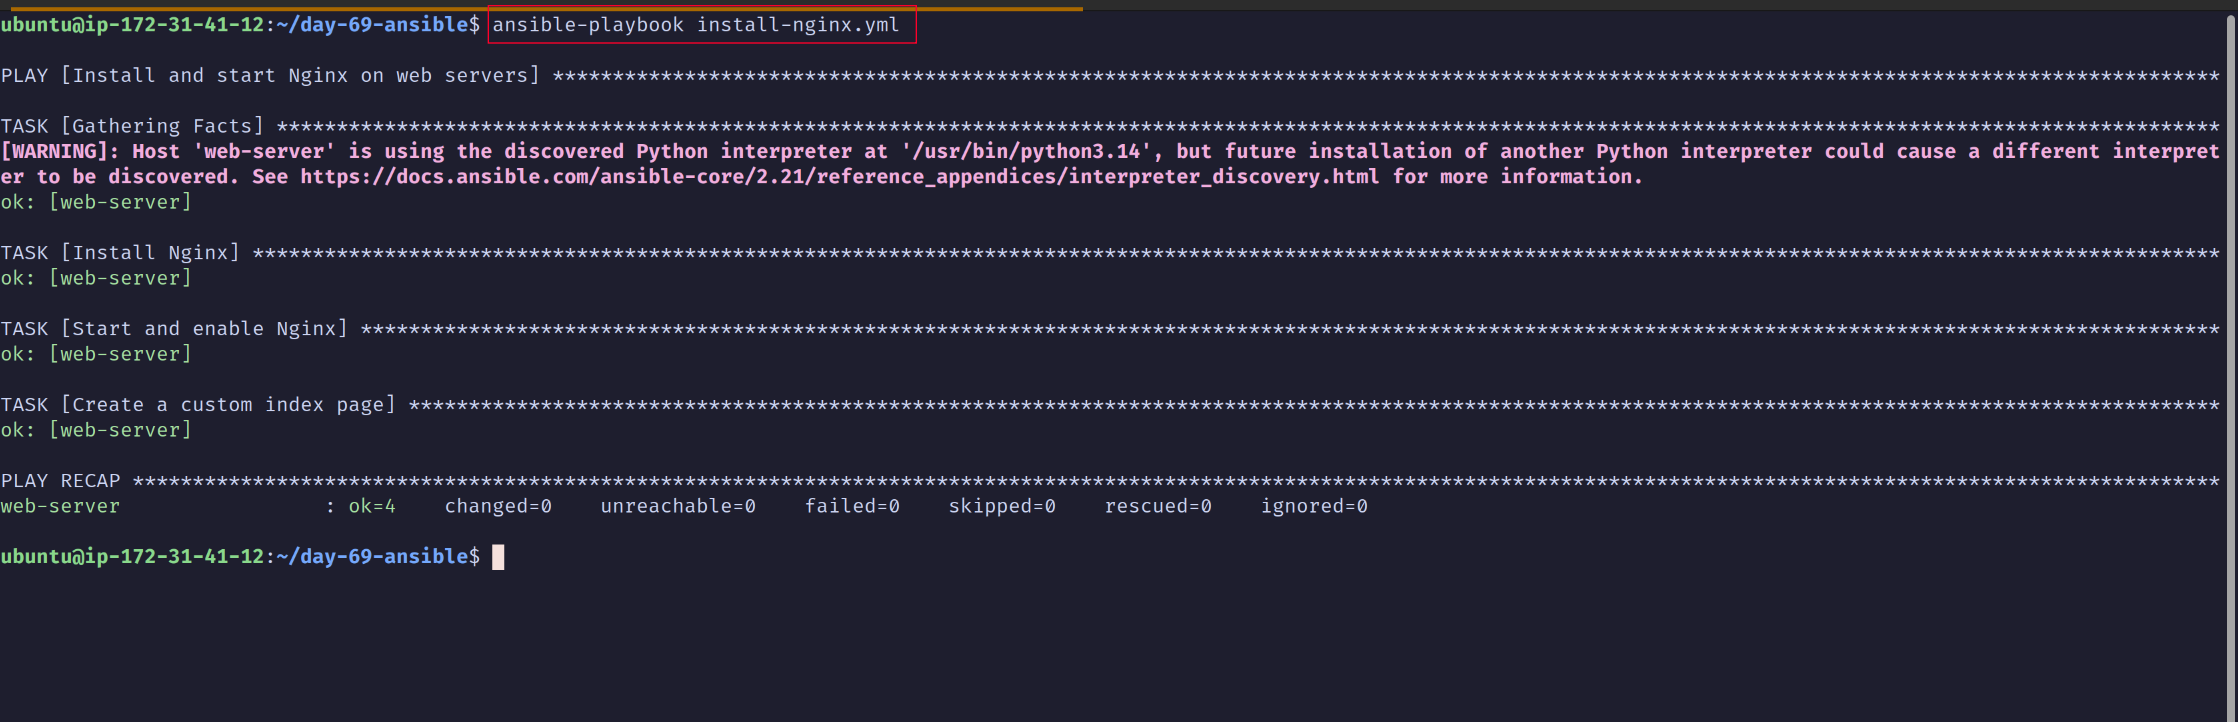 ubuntu@ip-172-31-41-12:~/day-69-ansible$ ansible-playbook install-nginx.yml
PLAY [Install and start Nginx on web servers] *******************************************************************************************************************************************
TASK [Gathering Facts] ******************************************************************************************************************************************************************
[WARNING]: Host 'web-server' is using the discovered Python interpreter at '/usr/bin/python3.14', but future installation of another Python interpreter could cause a different interpret
er to be discovered. See https://docs.ansible.com/ansible-core/2.21/reference_appendices/interpreter_discovery.html for more information.
ok: [web-server]
TASK [Install Nginx] ********************************************************************************************************************************************************************
ok: [web-server]
TASK [Start and enable Nginx] ***********************************************************************************************************************************************************
ok: [web-server]
TASK [Create a custom index page] *******************************************************************************************************************************************************
ok: [web-server]
PLAY RECAP ******************************************************************************************************************************************************************************
web-server                 : ok=4    changed=0    unreachable=0    failed=0    skipped=0    rescued=0    ignored=0
ubuntu@ip-172-31-41-12:~/day-69-ansible$